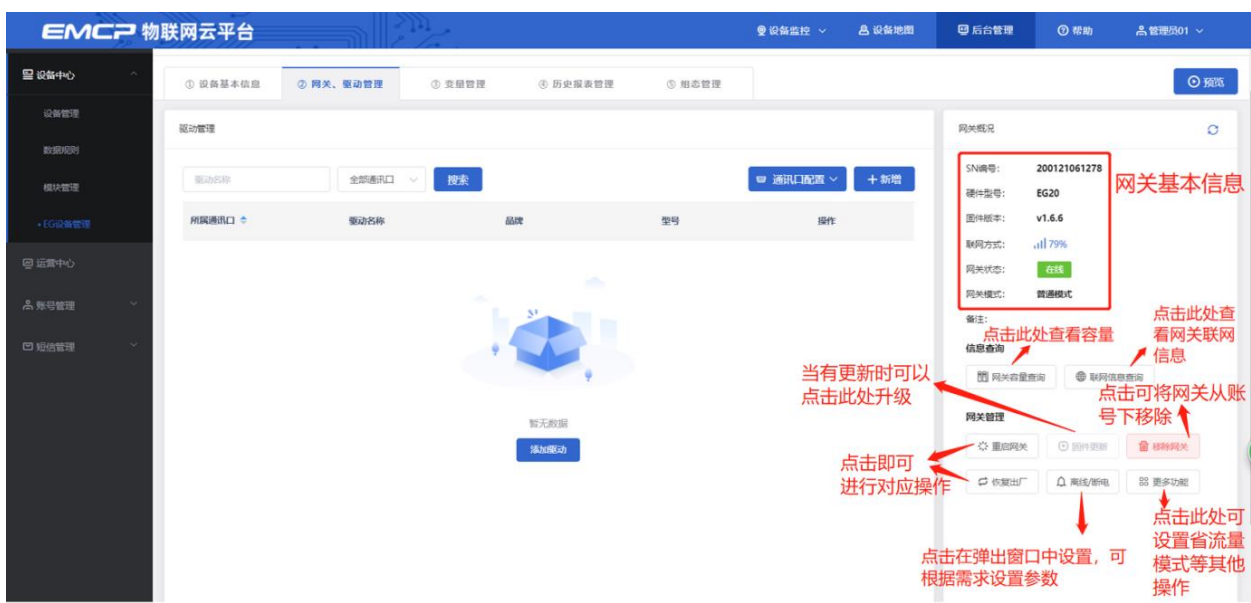 EMCP 物联网云平台
设备监控
设备地图
后台管理
帮助
管理员01
设备中心
设备管理
数据规则
模块管理
EG设备管理
运营中心
账号管理
短信管理
① 设备基本信息
② 网关、驱动管理
③ 变量管理
④ 历史报表管理
⑤ 组态管理
预览
驱动管理
驱动名称
全部通讯口
搜索
通讯口配置
+ 新增
所属通讯口
驱动名称
品牌
型号
操作
暂无数据
添加驱动
网关概况
SN编号: 200121061278
硬件型号: EG20
固件版本: v1.6.6
联网方式: 79%
网关状态: 在线
网关模式: 普通模式
备注:
网关基本信息
点击此处查看容量
点击此处查
看网关联网
信息
信息查询
网关容量查询
联网信息查询
当有更新时可以
点击此处升级
点击可将网关从账
号下移除
网关管理
重启网关
固件更新
移除网关
点击即可
进行对应操作
恢复出厂
离线/断电
更多功能
点击在弹出窗口中设置，可
根据需求设置参数
点击此处可
设置省流量
模式等其他
操作